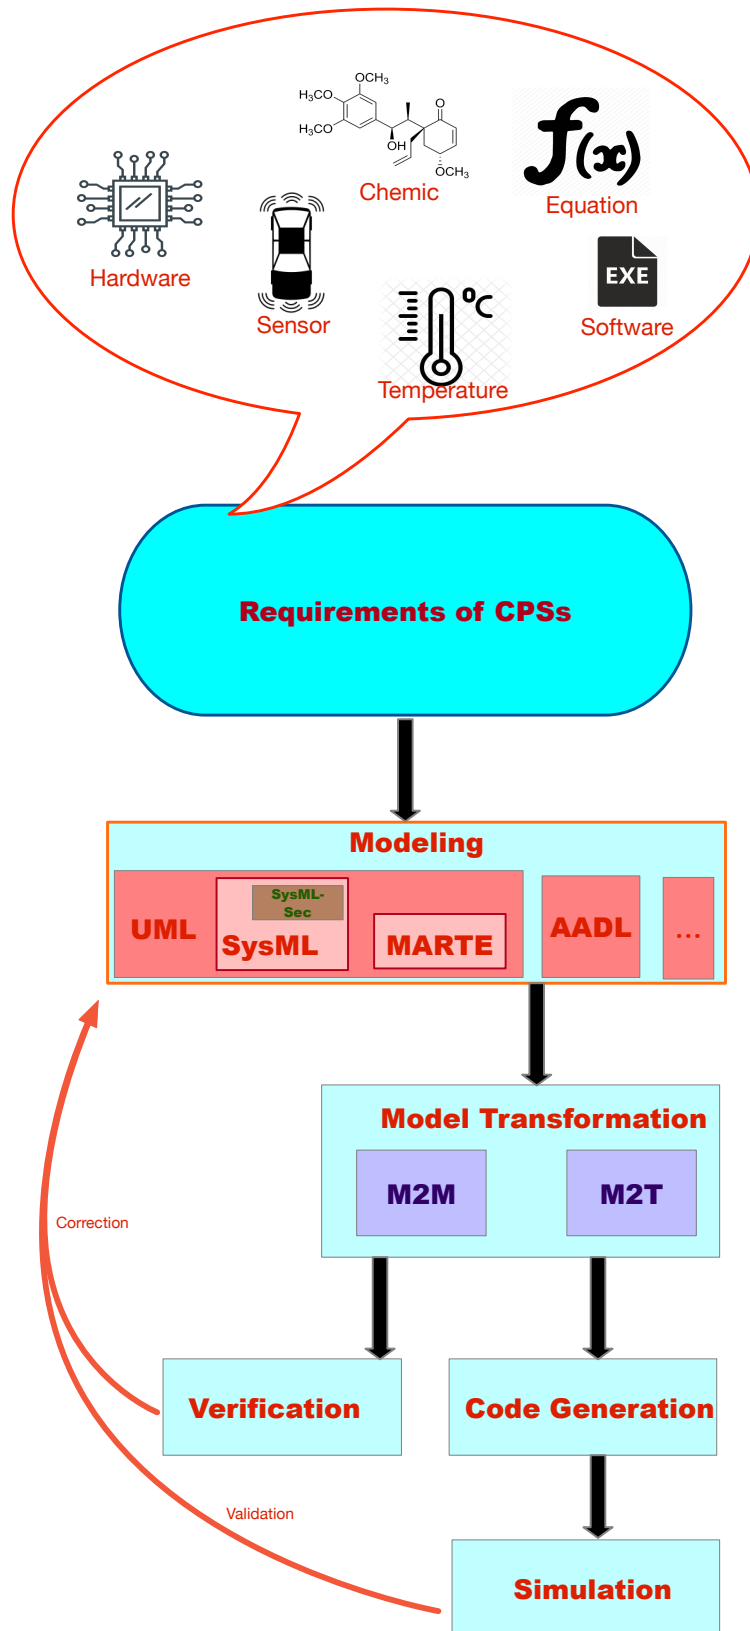 OCH₃
H₃CO
H₃CO
OCH₃
O
OH
OCH₃
Chemic
f(x)
Equation
Hardware
Sensor
°C
Temperature
EXE
Software
Requirements of CPSs
Modeling
UML
SysML-
Sec
SysML
MARTE
AADL
...
Model Transformation
M2M
M2T
Correction
Verification
Code Generation
Validation
Simulation